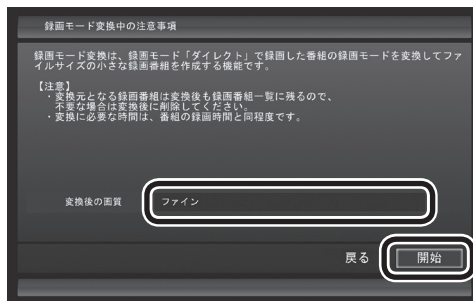 録画モード変換中の注意事項
録画モード変換は、録画モード「ダイレクト」で録画した番組の録画モードを変換してファ
イルサイズの小さな録画番組を作成する機能です。
【注意】
・変換元となる録画番組は変換後も録画番組一覧に残るので、
不要な場合は変換後に削除してください。
・変換に必要な時間は、番組の録画時間と同程度です。
変換後の画質 ファイン
戻る 開始